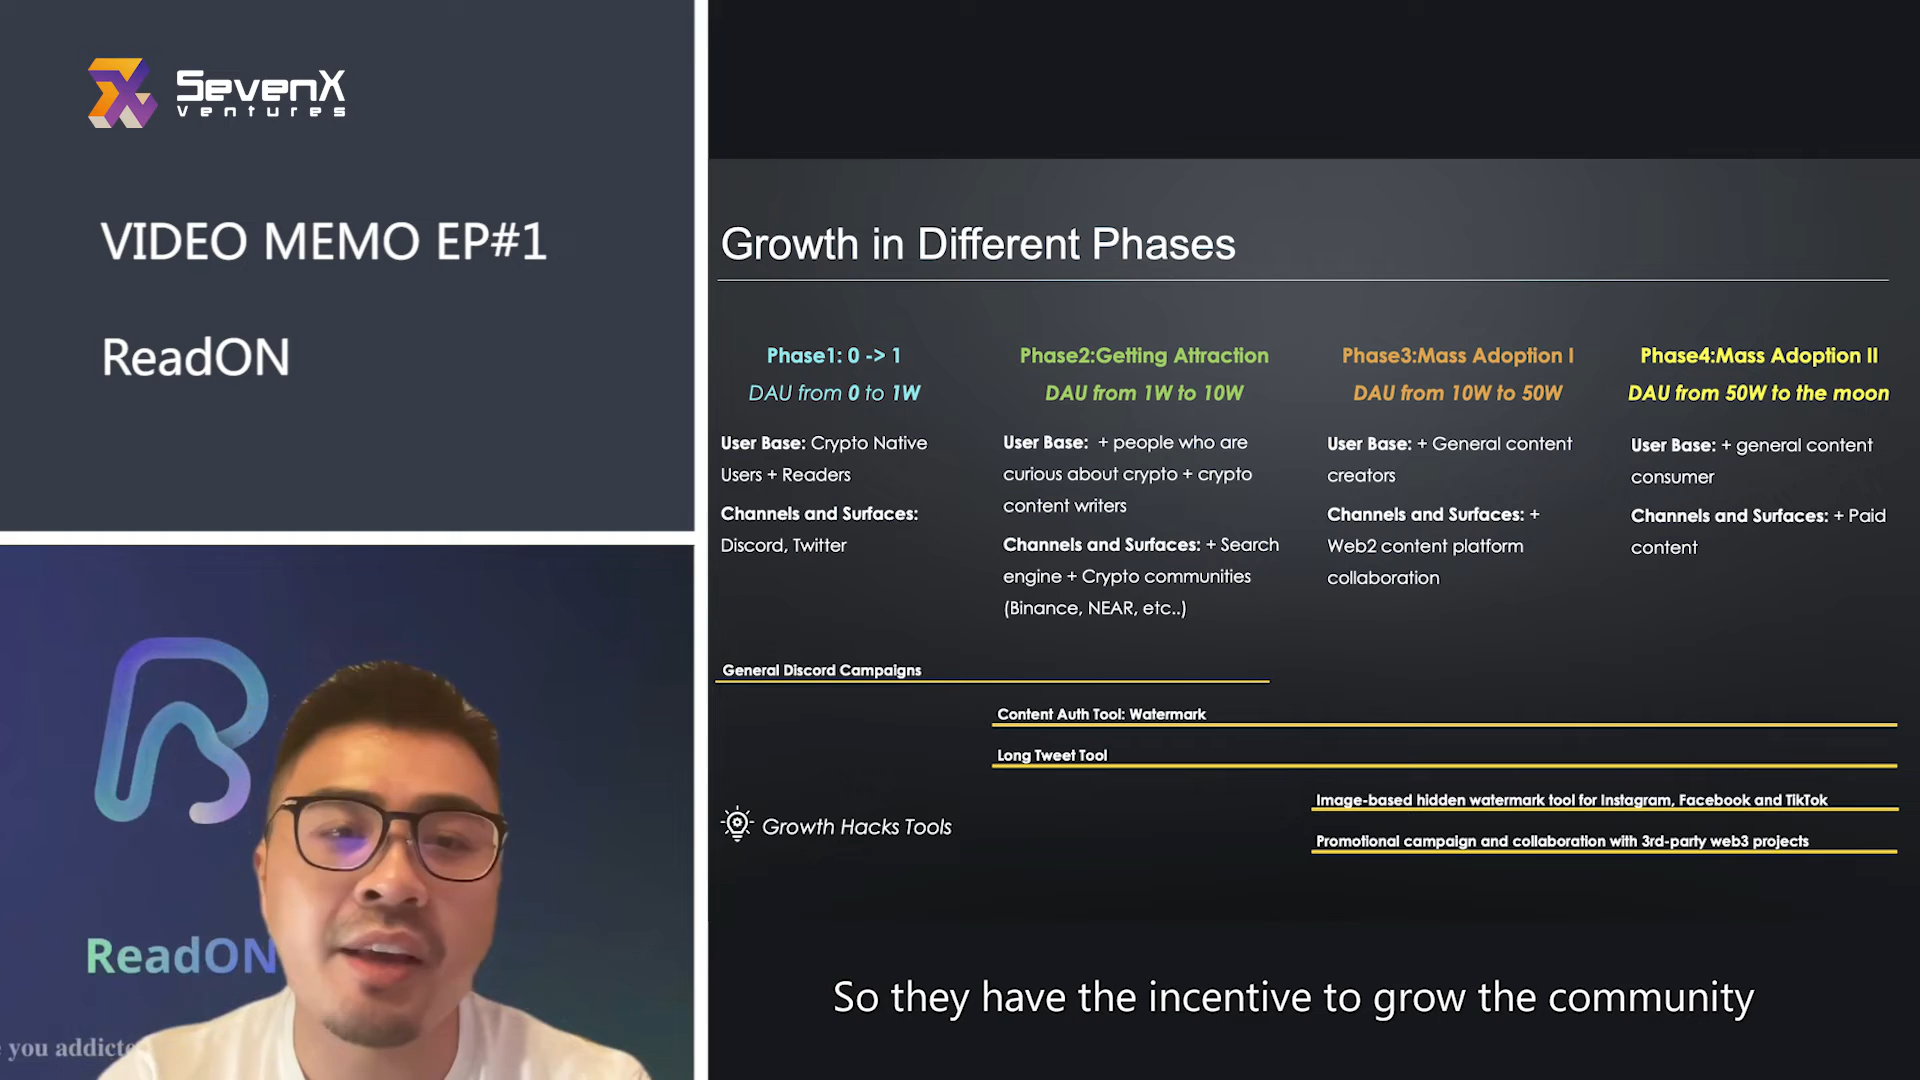 SevenX
Ventures
VIDEO MEMO EP#1
ReadON
Growth in Different Phases
Phase1: 0 -> 1
DAU from 0 to 1W
User Base: Crypto Native
Users + Readers
Channels and Surfaces:
Discord, Twitter
Phase2:Getting Attraction
DAU from 1W to 10W
User Base: + people who are
curious about crypto + crypto
content writers
Channels and Surfaces: + Search
engine + Crypto communities
(Binance, NEAR, etc..)
Phase3:Mass Adoption I
DAU from 10W to 50W
User Base: + General content
creators
Channels and Surfaces: +
Web2 content platform
collaboration
Phase4:Mass Adoption II
DAU from 50W to the moon
User Base: + general content
consumer
Channels and Surfaces: + Paid
content
General Discord Campaigns
Content Auth Tool: Watermark
Long Tweet Tool
Image-based hidden watermark tool for Instagram, Facebook and TikTok
Promotional campaign and collaboration with 3rd-party web3 projects
Growth Hacks Tools
ReadON
you
So they have the incentive to grow the community